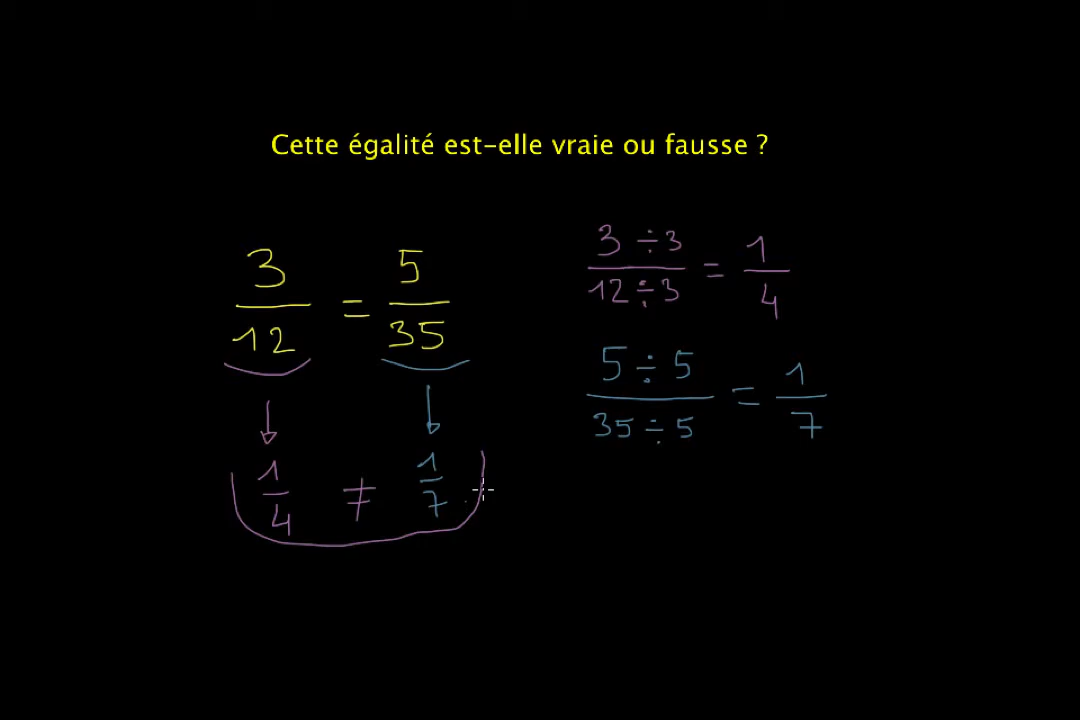 Cette égalité est-elle vraie ou fausse ?
3/12 = 5/35
3 ÷ 3 / 12 ÷ 3 = 1/4
5 ÷ 5 / 35 ÷ 5 = 1/7
1/4 ≠ 1/7